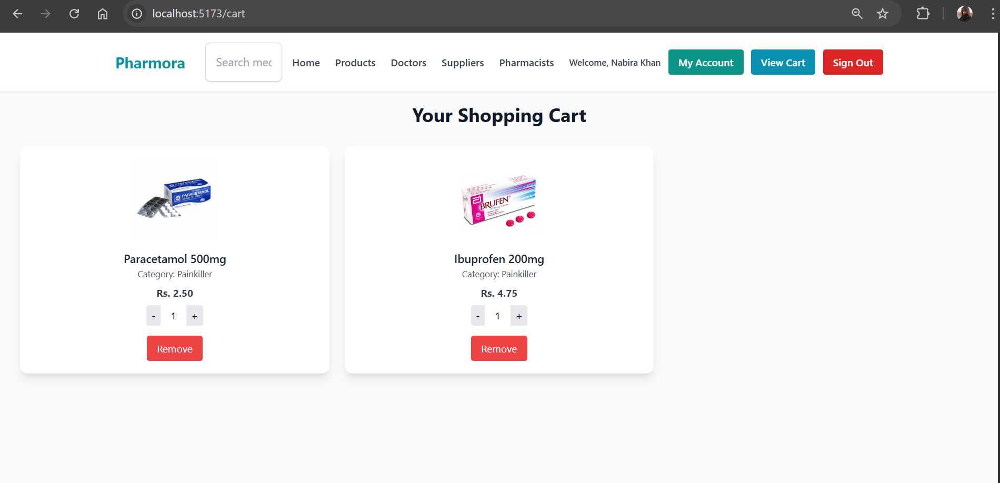 localhost:5173/cart
Pharmora
Search med
Home
Products
Doctors
Suppliers
Pharmacists
Welcome, Nabira Khan
My Account
View Cart
Sign Out
Your Shopping Cart
PARACETAMOL
PARACETAMOL
BRUFEN®
Paracetamol 500mg
Category: Painkiller
Rs. 2.50
- 1 +
Remove
Ibuprofen 200mg
Category: Painkiller
Rs. 4.75
- 1 +
Remove